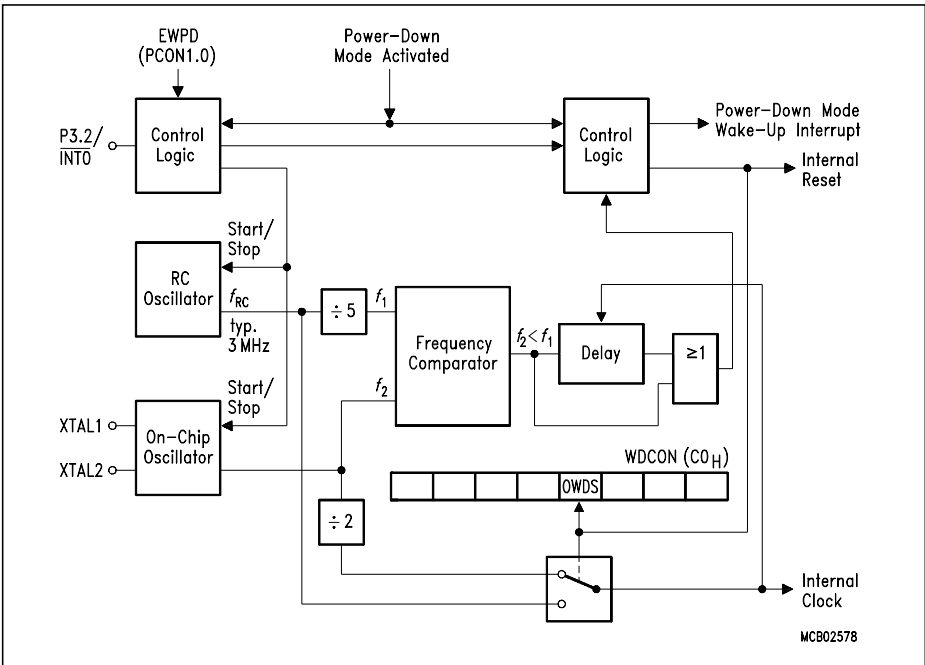 EWPD
(PCON1.0)
Power-Down
Mode Activated
P3.2/
INT0
Control
Logic
Control
Logic
Power-Down Mode
Wake-Up Interrupt
Internal
Reset
Start/
Stop
RC
Oscillator
fRC
typ.
3 MHz
÷ 5
f1
Frequency
Comparator
f2
f2 < f1
Delay
≥1
Start/
Stop
XTAL1
XTAL2
On-Chip
Oscillator
÷ 2
WDCON (C0H)
OWDS
Internal
Clock
MCB02578